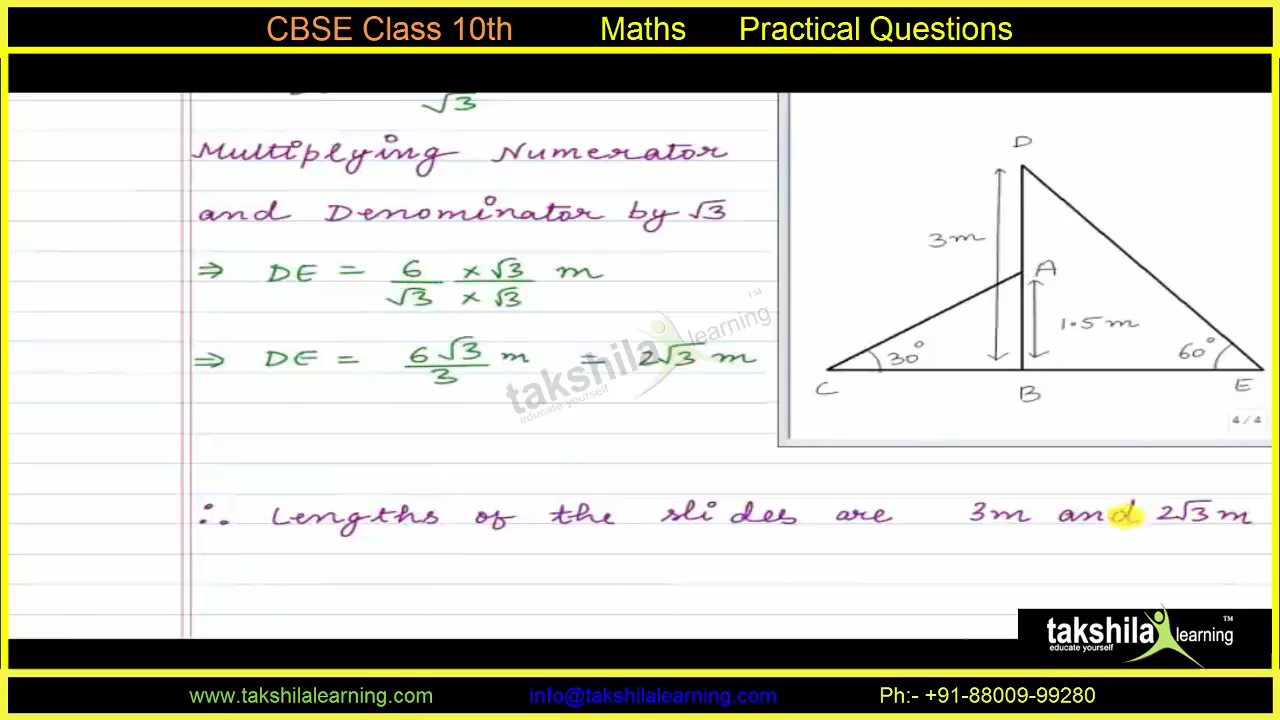 CBSE Class 10th Maths Practical Questions
√3
Multiplying Numerator
and Denominator by √3
⇒ DE = 6/√3 × √3/× √3 m
⇒ DE = 6√3/3 m = 2√3 m
∴ Lengths of the slides are 3m and 2√3 m
D
3m
A
1.5 m
30°
60°
C
B
E
4/4
takshila learning ™
educate yourself
takshila learning ™
educate yourself
www.takshilalearning.com info@takshilalearning.com Ph:- +91-88009-99280